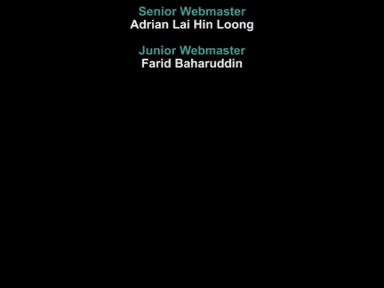 Senior Webmaster
Adrian Lai Hin Loong
Junior Webmaster
Farid Baharuddin